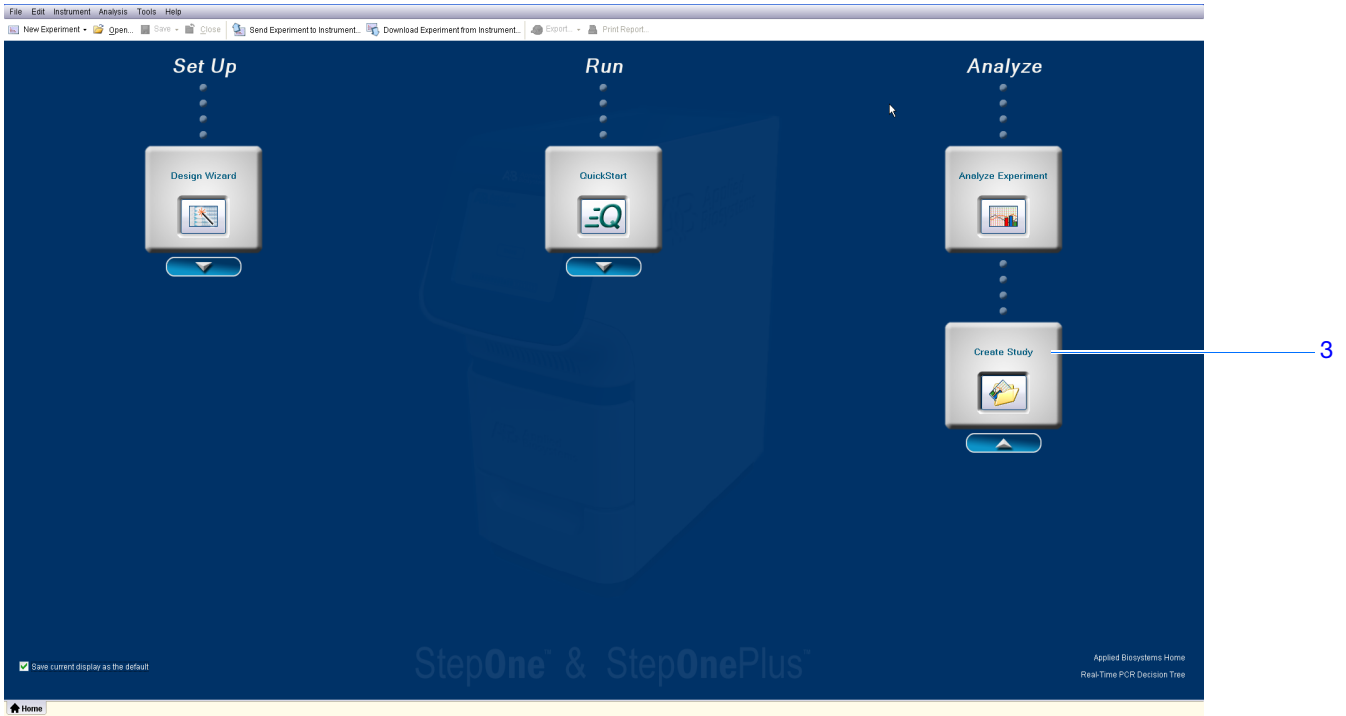 File Edit Instrument Analysis Tools Help
New Experiment Open... Save Close Send Experiment to Instrument... Download Experiment from Instrument... Export... Print Report...
Set Up Run Analyze
Design Wizard QuickStart Analyze Experiment
Q
Create Study 3
StepOne™ & StepOnePlus™
Save current display as the default
Applied Biosystems Home
Real-Time PCR Decision Tree
Home